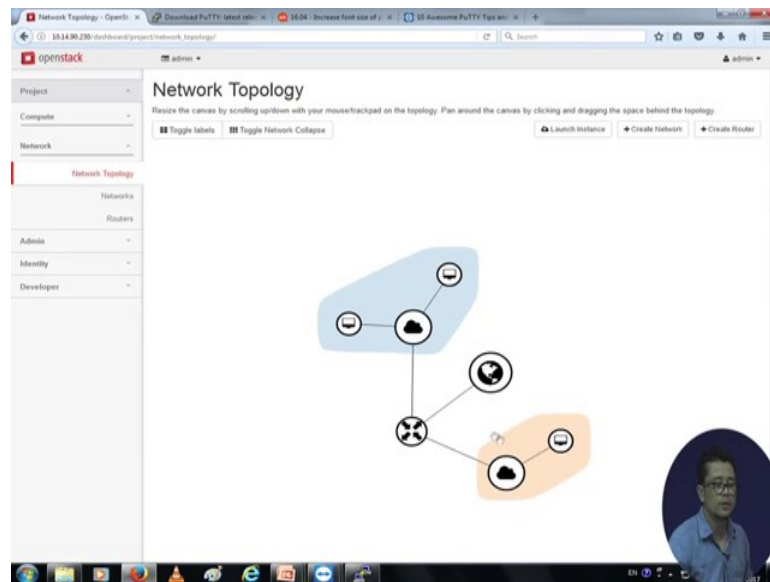 Network Topology - OpenSt...
Download PuTTY: latest rele...
16.04 - Increase font size of p...
10 Awesome PuTTY Tips an...
10.14.90.230/dashboard/project/network_topology/
Search
openstack
admin
admin
Project
Compute
Network
Network Topology
Networks
Routers
Admin
Identity
Developer
Network Topology
Resize the canvas by scrolling up/down with your mouse/trackpad on the topology. Pan around the canvas by clicking and dragging the space behind the topology.
Toggle labels
Toggle Network Collapse
Launch Instance
+ Create Network
+ Create Router
EN